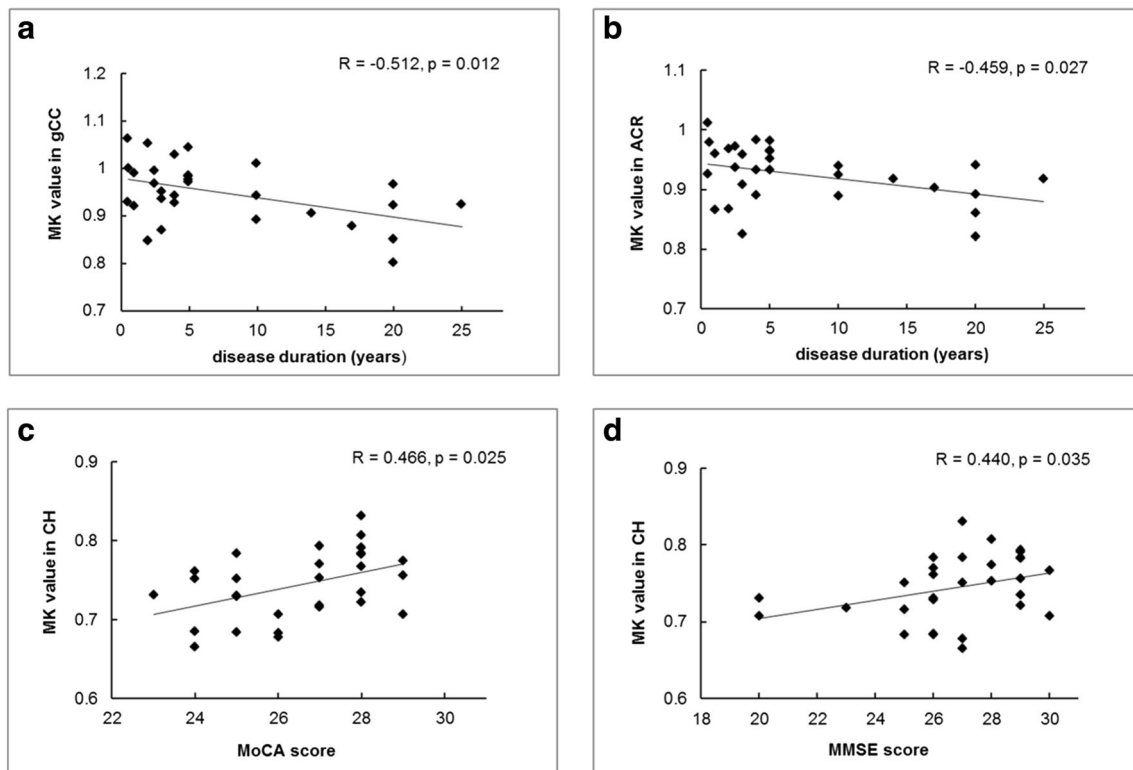 a
R = -0.512, p = 0.012
MK value in gCC
1.2
1.1
1
0.9
0.8
0.7
0 5 10 15 20 25
disease duration (years)
b
R = -0.459, p = 0.027
MK value in ACR
1.1
1
0.9
0.8
0.7
0 5 10 15 20 25
disease duration (years)
c
R = 0.466, p = 0.025
MK value in CH
0.9
0.8
0.7
0.6
22 24 26 28 30
MoCA score
d
R = 0.440, p = 0.035
MK value in CH
0.9
0.8
0.7
0.6
18 20 22 24 26 28 30
MMSE score